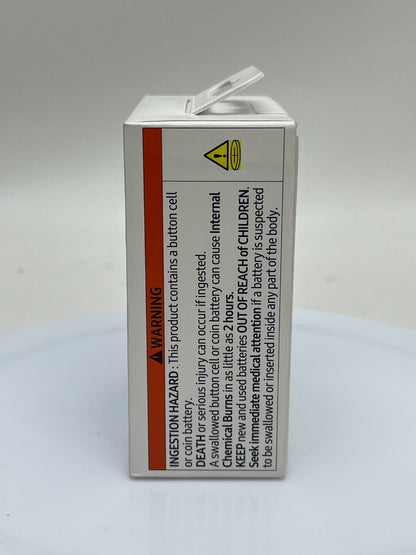 ⚠ WARNING
INGESTION HAZARD : This product contains a button cell
or coin battery.
DEATH or serious injury can occur if ingested.
A swallowed button cell or coin battery can cause Internal
Chemical Burns in as little as 2 hours.
KEEP new and used batteries OUT OF REACH of CHILDREN.
Seek immediate medical attention if a battery is suspected
to be swallowed or inserted inside any part of the body.